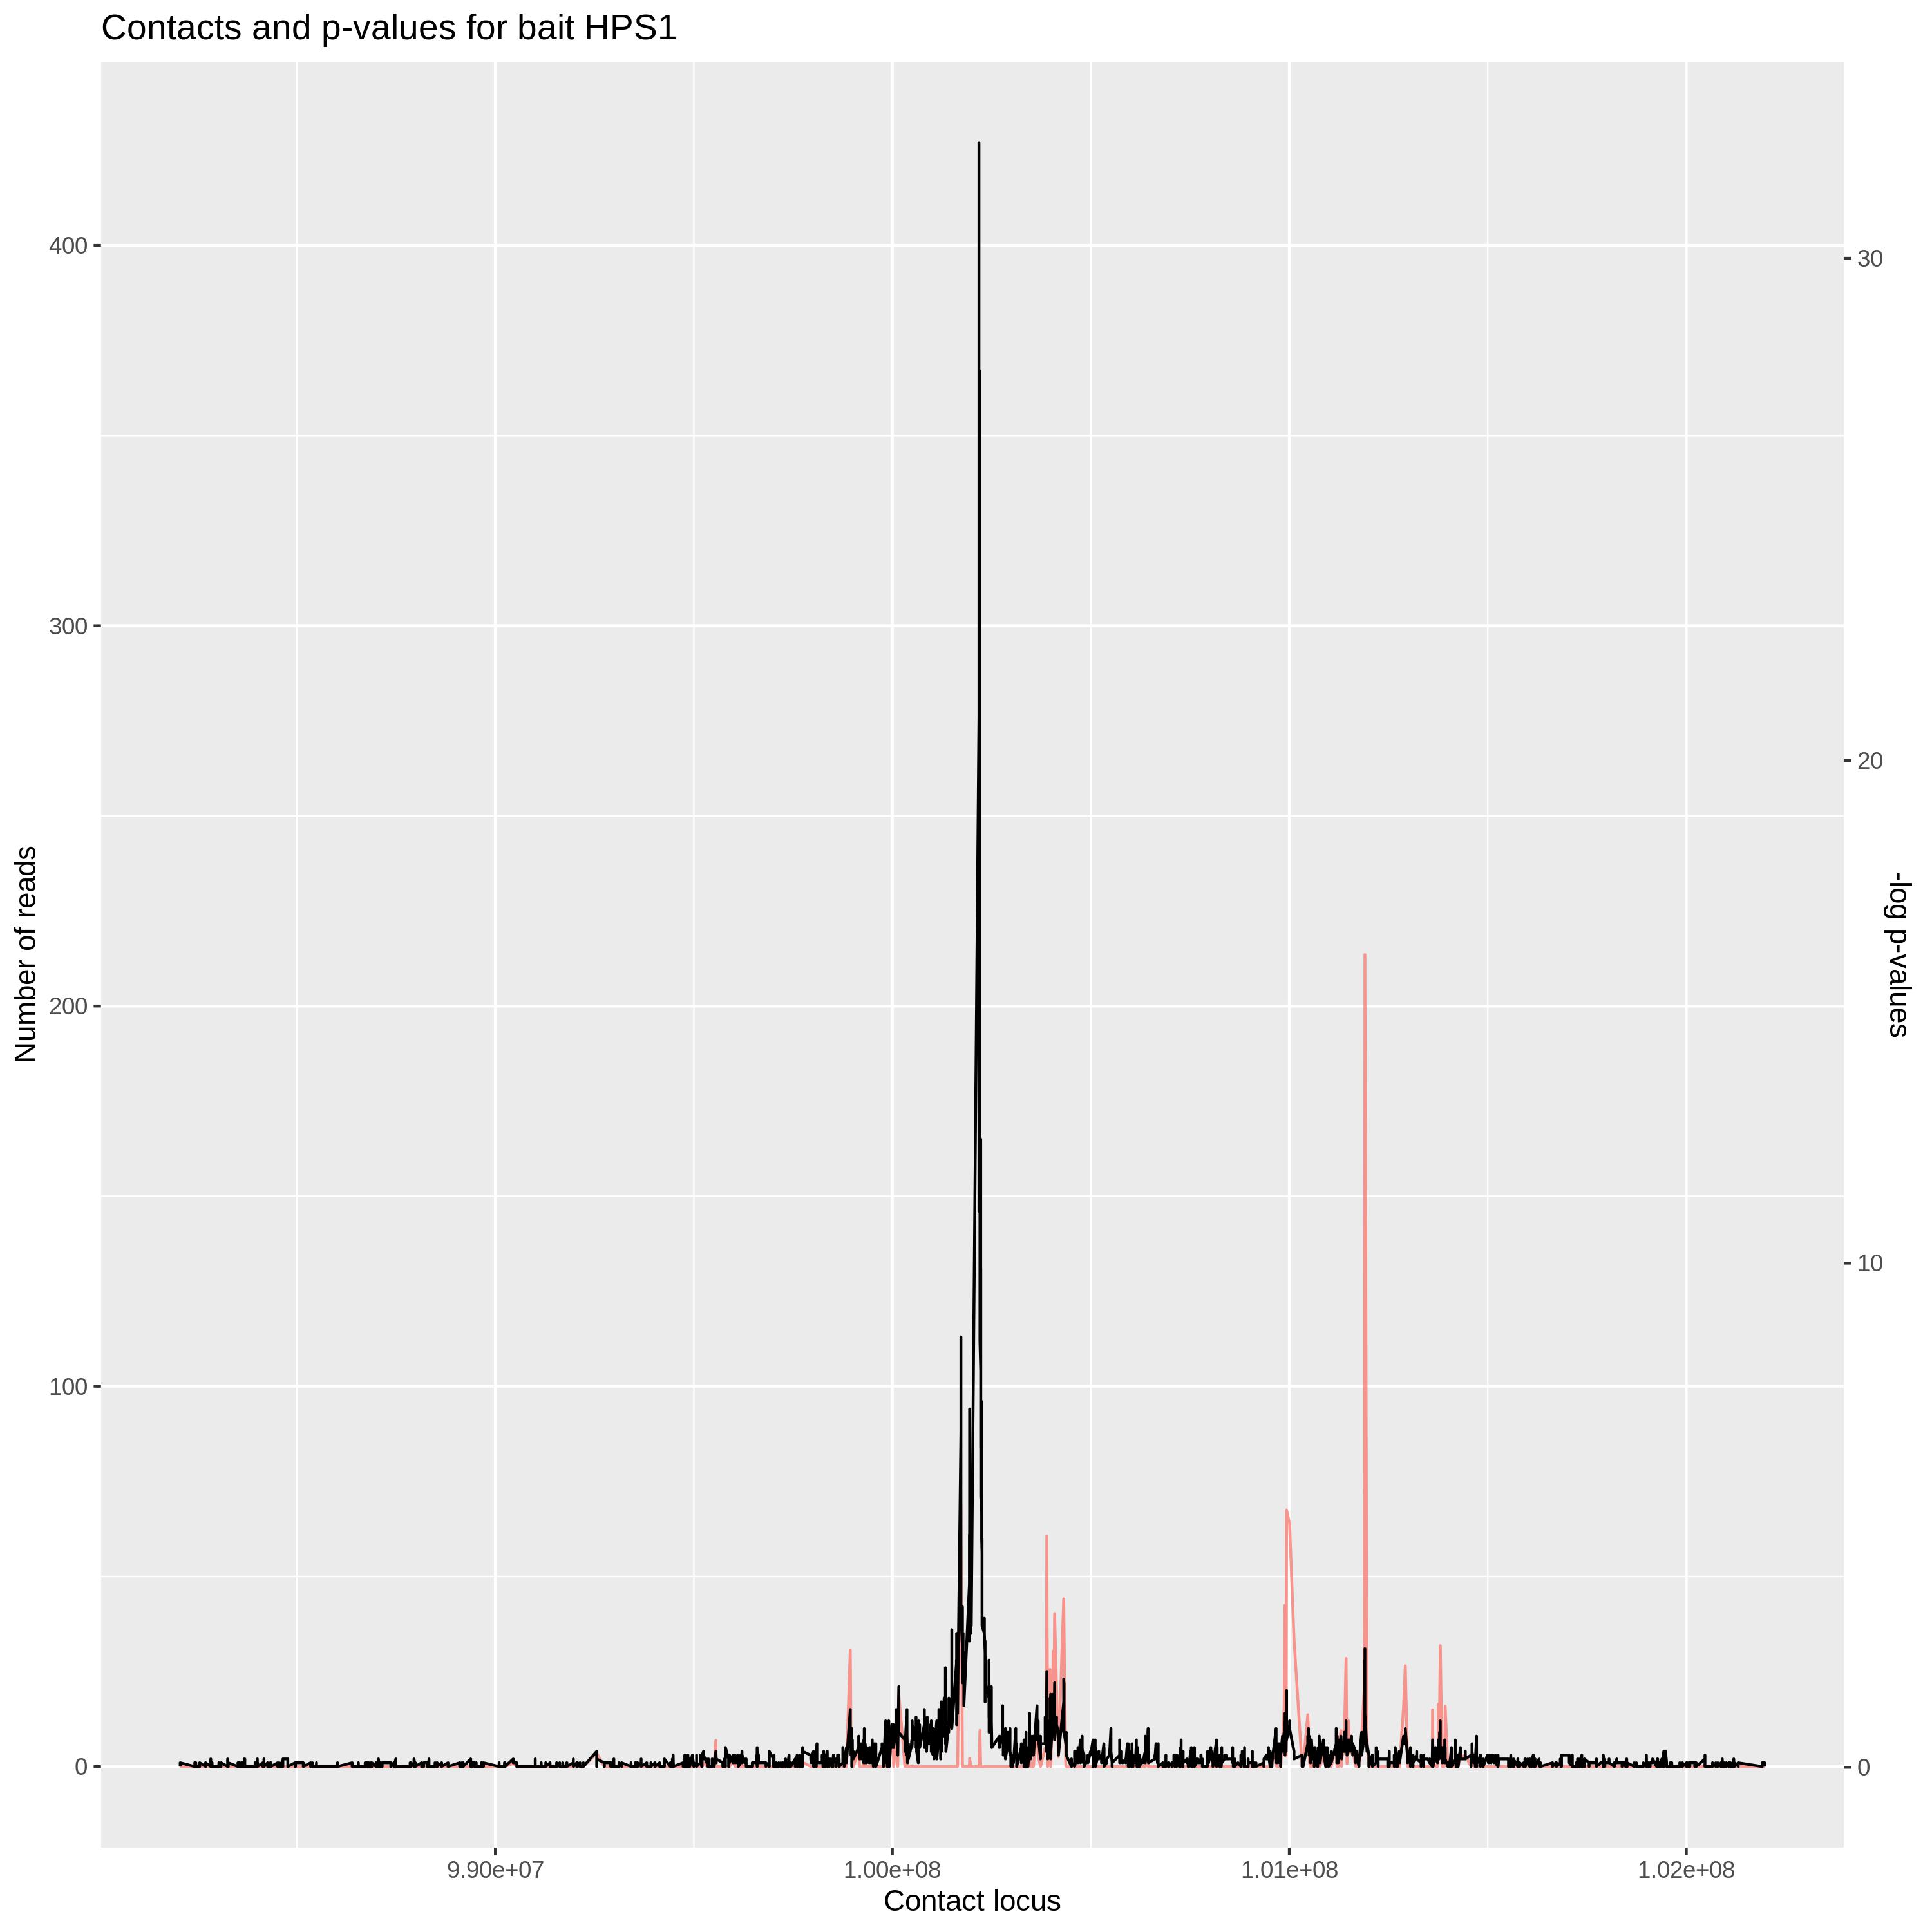 Contacts and p-values for bait HPS1
400
300
200
100
0
Number of reads
30
20
10
0
-log p-values
9.90e+07
1.00e+08
1.01e+08
1.02e+08
Contact locus